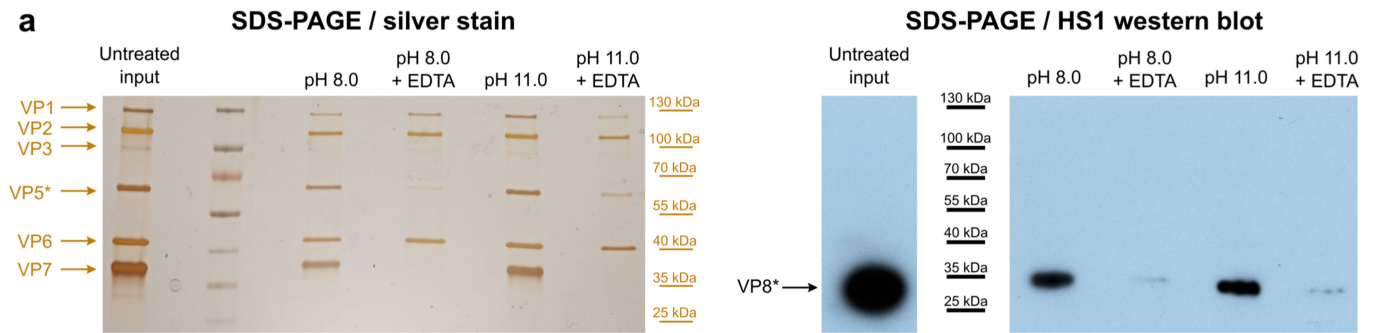 a
SDS-PAGE / silver stain
Untreated
input
pH 8.0
pH 8.0
+ EDTA
pH 11.0
pH 11.0
+ EDTA
VP1
VP2
VP3
VP5*
VP6
VP7
130 kDa
100 kDa
70 kDa
55 kDa
40 kDa
35 kDa
25 kDa
SDS-PAGE / HS1 western blot
Untreated
input
pH 8.0
pH 8.0
+ EDTA
pH 11.0
pH 11.0
+ EDTA
130 kDa
100 kDa
70 kDa
55 kDa
40 kDa
35 kDa
25 kDa
VP8*